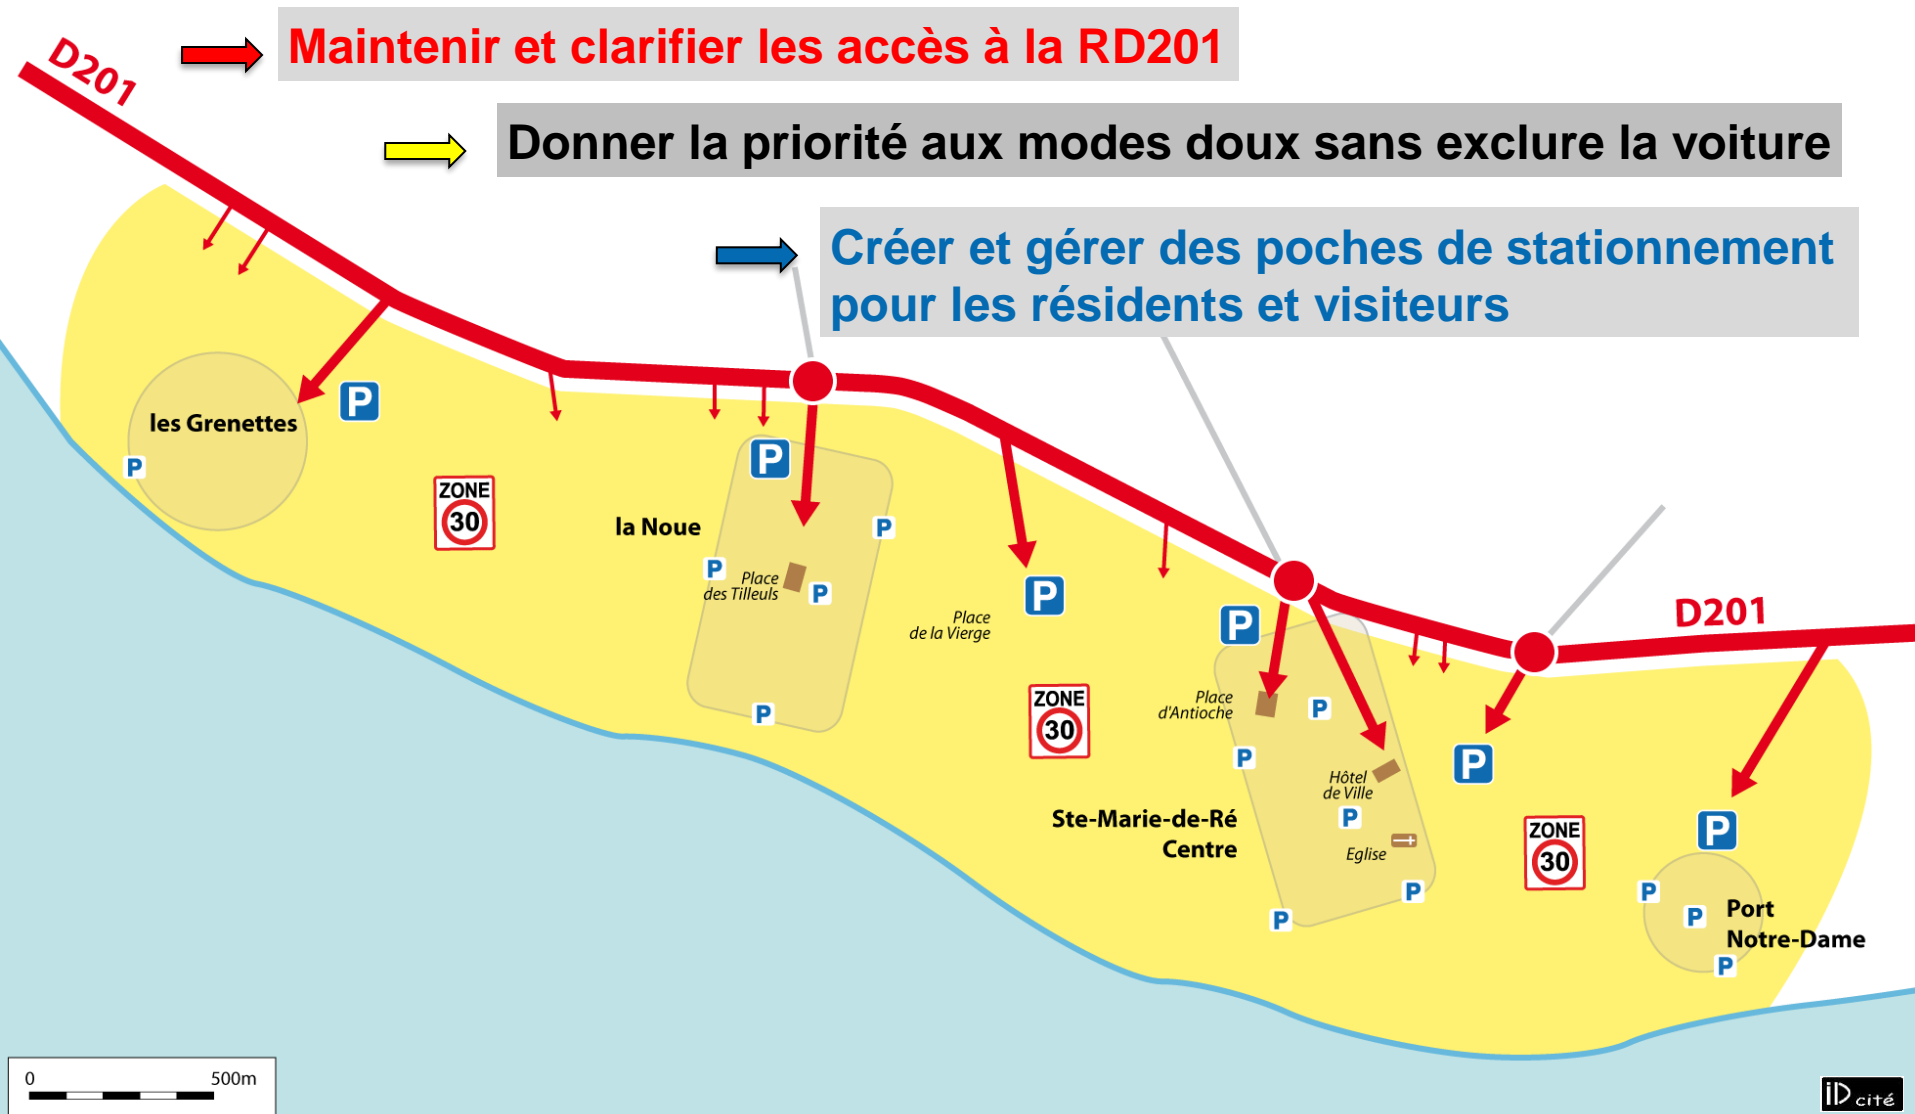 Maintenir et clarifier les accès à la RD201
D201
Donner la priorité aux modes doux sans exclure la voiture
Créer et gérer des poches de stationnement
pour les résidents et visiteurs
les Grenettes
P
P
ZONE
30
la Noue
P
P
P
Place
des Tilleuls
P
P
Place
de la Vierge
P
ZONE
30
D201
P
Place
d'Antioche
P
P
Hôtel
de Ville
P
Ste-Marie-de-Ré
Centre
Eglise
P
P
P
ZONE
30
P
P
P
Port
Notre-Dame
P
0 500m
iD cité